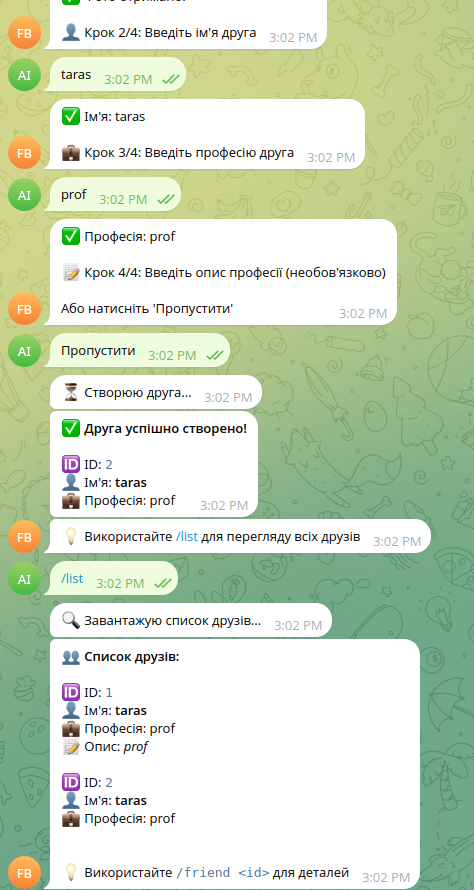 FB
👤 Крок 2/4: Введіть ім'я друга 3:02 PM
AI
taras 3:02 PM
✅ Ім'я: taras
💼 Крок 3/4: Введіть професію друга 3:02 PM
FB
AI
prof 3:02 PM
✅ Професія: prof
📝 Крок 4/4: Введіть опис професії (необов'язково)
Або натисніть 'Пропустити' 3:02 PM
FB
AI
Пропустити 3:02 PM
⏳ Створюю друга... 3:02 PM
✅ Друга успішно створено!
🆔 ID: 2
👤 Ім'я: taras
💼 Професія: prof 3:02 PM
💡 Використайте /list для перегляду всіх друзів 3:02 PM
FB
AI
/list 3:02 PM
🔍 Завантажую список друзів... 3:02 PM
👥 Список друзів:
🆔 ID: 1
👤 Ім'я: taras
💼 Професія: prof
📝 Опис: prof
🆔 ID: 2
👤 Ім'я: taras
💼 Професія: prof
💡 Використайте /friend <id> для деталей 3:02 PM
FB